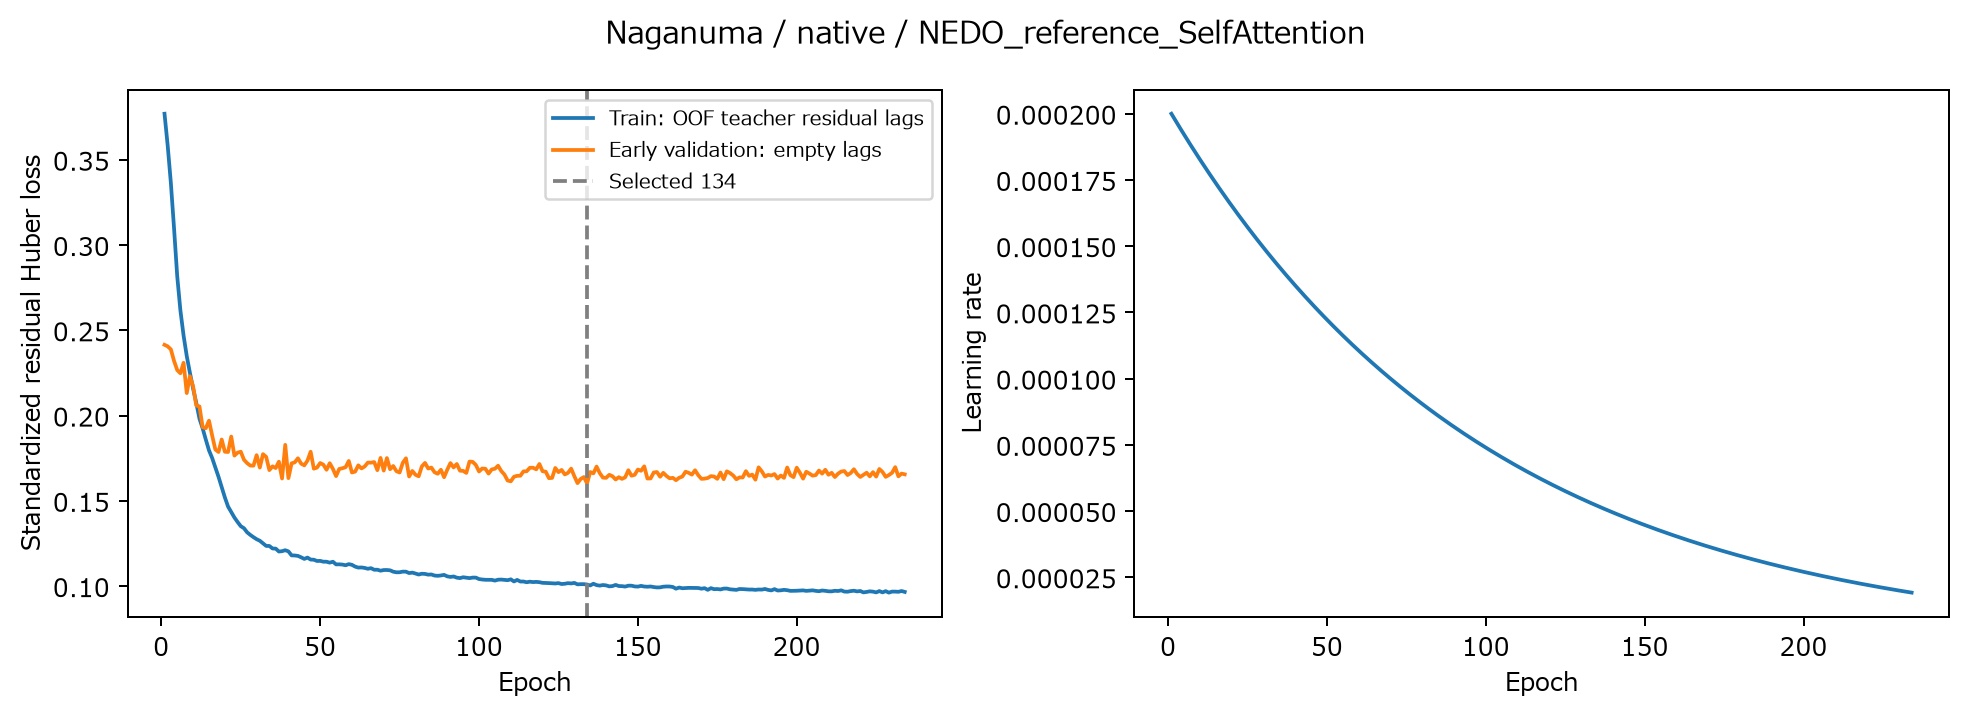 Naganuma / native / NEDO_reference_SelfAttention
Standardized residual Huber loss
0.35
0.30
0.25
0.20
0.15
0.10
Train: OOF teacher residual lags
Early validation: empty lags
Selected 134
0 50 100 150 200
Epoch
Learning rate
0.000200
0.000175
0.000150
0.000125
0.000100
0.000075
0.000050
0.000025
0 50 100 150 200
Epoch